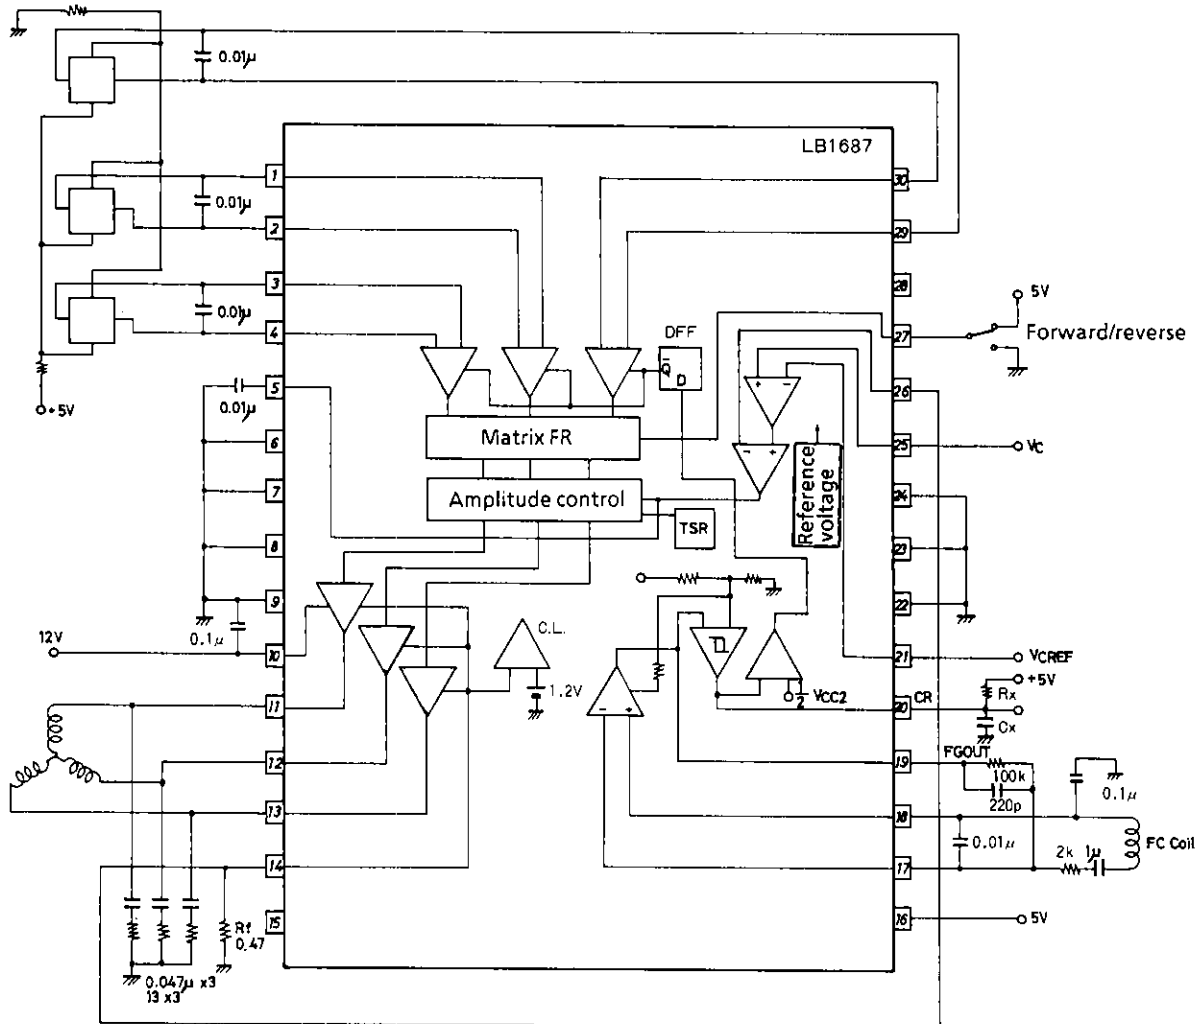 0.01μ
LB1687
1
30
0.01μ
2
29
3
28
5V
0.01μ
4
27
Forward/reverse
DFF
Q̄
D
5
26
+5V
0.01μ
+
-
6
Matrix FR
25
VC
-
+
7
Amplitude control
24
Reference
voltage
TSR
8
23
9
22
12V
0.1μ
10
C.L.
21
VCREF
1.2V
+5V
1/2 VCC2
CR
Rx
11
20
Cx
-
+
12
19
FGOUT
100k
220p
0.1μ
13
18
0.01μ
FC Coil
2k
1μ
14
17
15
Rf
0.47
16
5V
0.047μ x3
13 x3